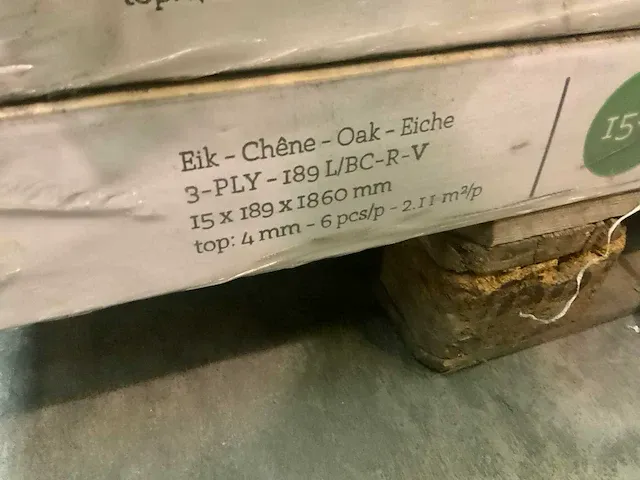 Eik - Chêne - Oak - Eiche
3-PLY - 189 L/BC-R-V
15 x 189 x 1860 mm
top: 4 mm - 6 pcs/p - 2.11 m²/p